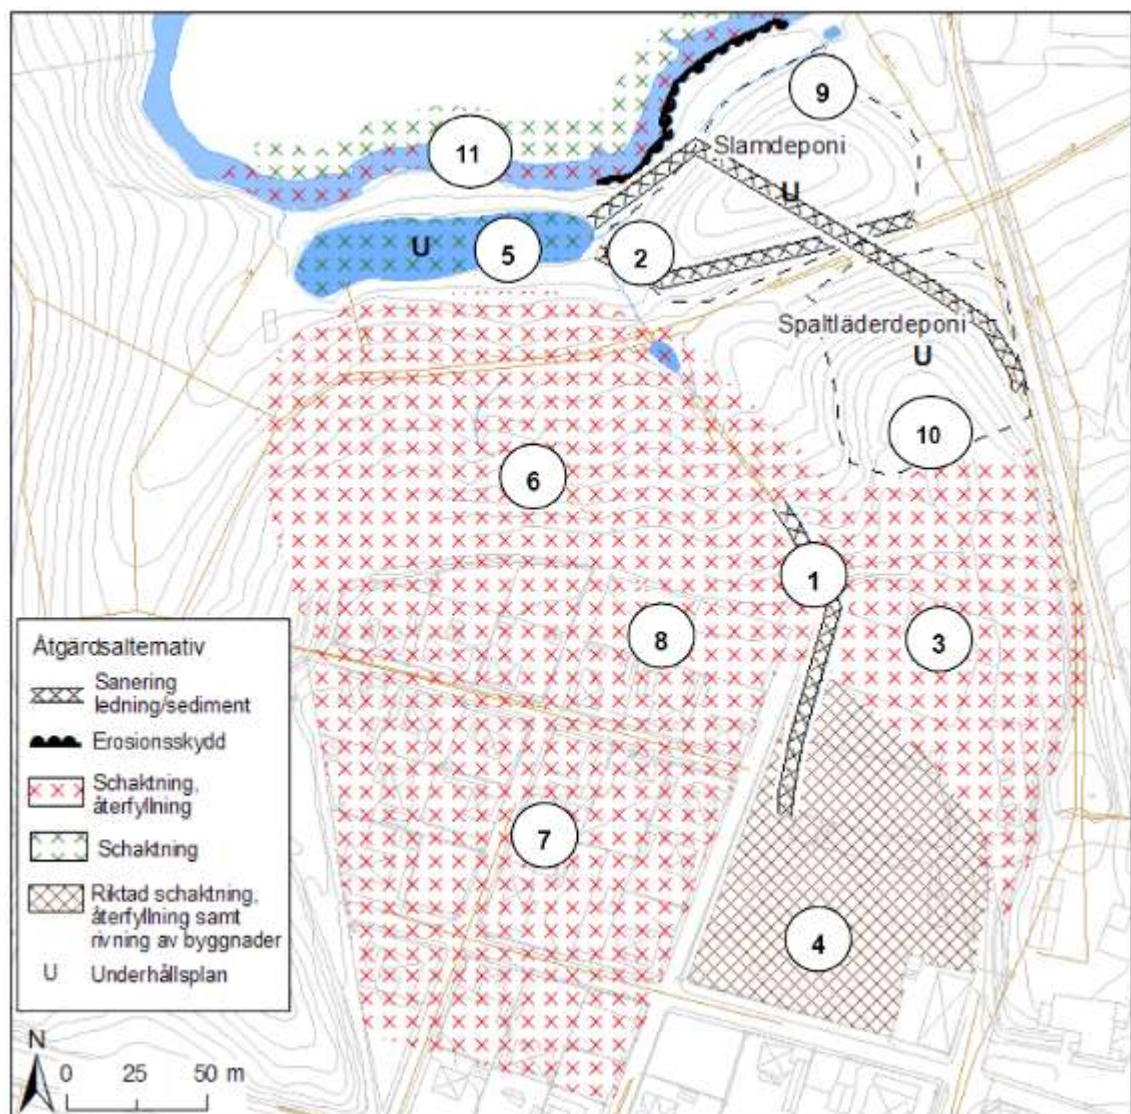 9
Slamdeponi
11
U
U
5
2
Spaltläderdeponi
U
10
6
1
8
3
7
4
Åtgärdsalternativ
Sanering
ledning/sediment
Erosionsskydd
Schaktning,
återfyllning
Schaktning
Riktad schaktning,
återfyllning samt
rivning av byggnader
U Underhållsplan
N
0 25 50 m